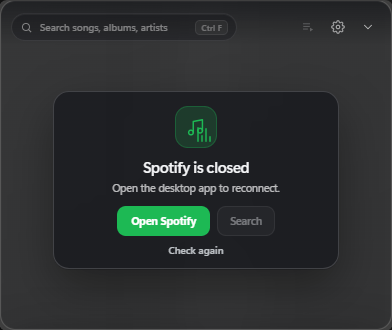 Search songs, albums, artists Ctrl F
Spotify is closed
Open the desktop app to reconnect.
Open Spotify Search
Check again